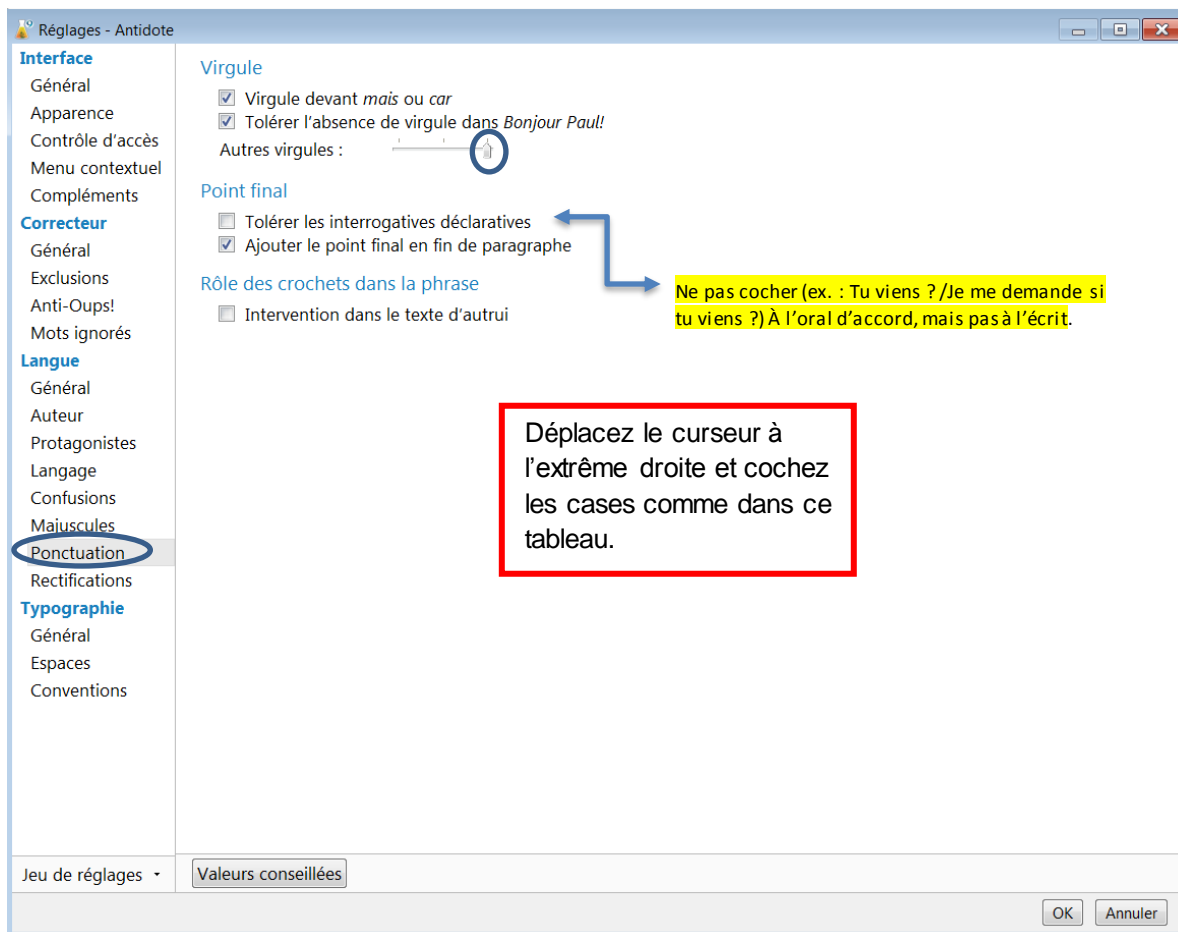 Réglages - Antidote
Interface
Général
Apparence
Contrôle d'accès
Menu contextuel
Compléments
Correcteur
Général
Exclusions
Anti-Oups!
Mots ignorés
Langue
Général
Auteur
Protagonistes
Langage
Confusions
Majuscules
Ponctuation
Rectifications
Typographie
Général
Espaces
Conventions
Jeu de réglages
Virgule
Virgule devant mais ou car
Tolérer l'absence de virgule dans Bonjour Paul!
Autres virgules :
Point final
Tolérer les interrogatives déclaratives
Ajouter le point final en fin de paragraphe
Rôle des crochets dans la phrase
Intervention dans le texte d'autrui
Ne pas cocher (ex. : Tu viens ? /Je me demande si
tu viens ?) À l'oral d'accord, mais pas à l'écrit.
Déplacez le curseur à
l'extrême droite et cochez
les cases comme dans ce
tableau.
Valeurs conseillées
OK
Annuler